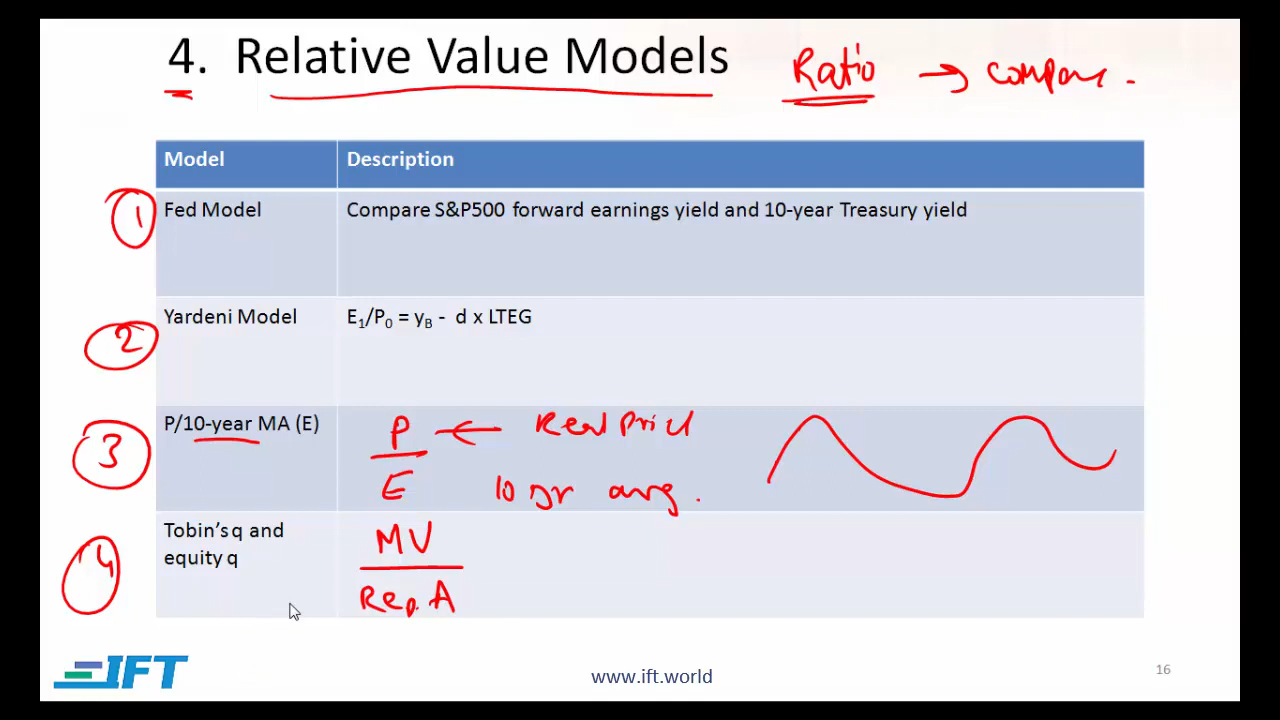 4. Relative Value Models Ratio → compare.
Model Description
1 Fed Model Compare S&P500 forward earnings yield and 10-year Treasury yield
2 Yardeni Model E₁/P₀ = yB - d x LTEG
3 P/10-year MA (E) P ← Real Price
E 10 yr avg.
Tobin's q and MV
4 equity q Rep. A
IFT
www.ift.world
16